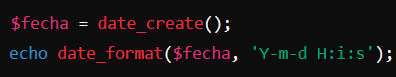 $fecha = date_create();
echo date_format($fecha, 'Y-m-d H:i:s');